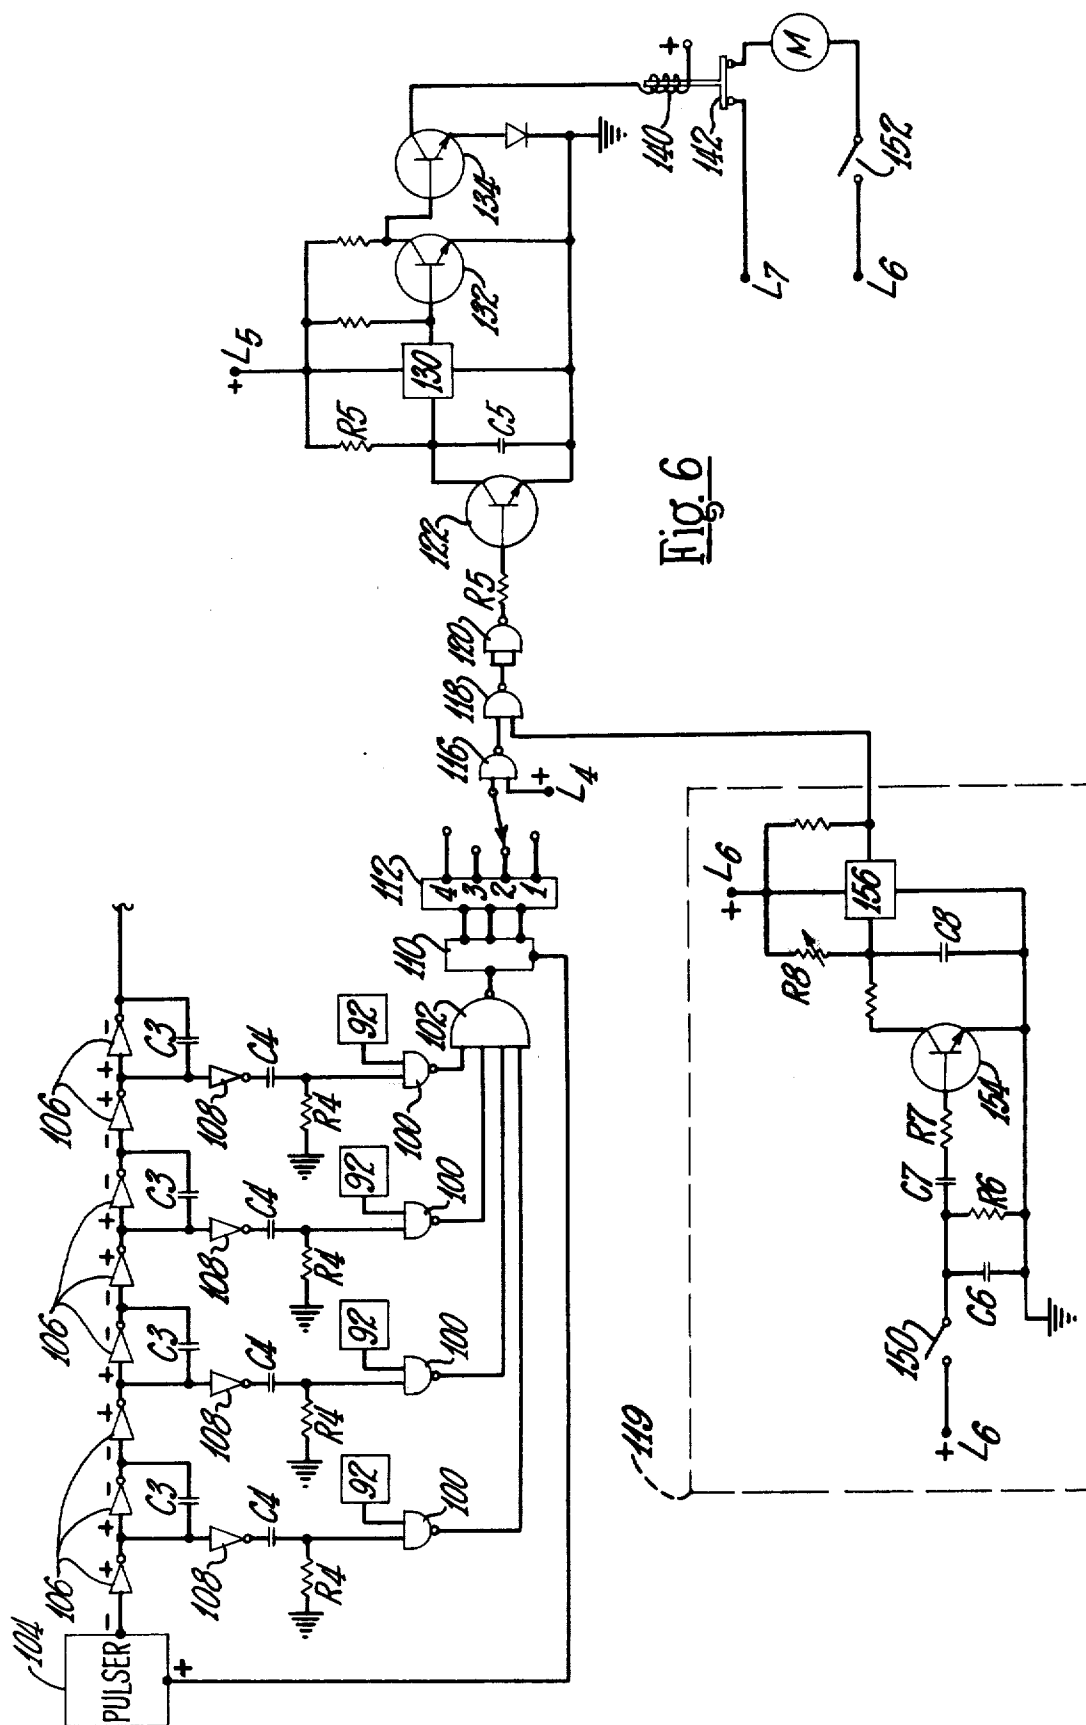 104
PULSER
−
+
106
106
106
106
− + − + − + − + − + − +
C3
C3
C3
C3
108
108
108
108
C4
C4
C4
C4
R4
R4
R4
R4
92
92
92
92
100
100
100
100
102
110
112
4
3
2
1
116
+
L4
118
120
R5
122
+
L5
R5
C5
130
132
134
140
+
142
M
L7
152
L6
Fig. 6
119
+
L6
150
C6
C7
R6
R7
154
R8
C8
156
+
L6